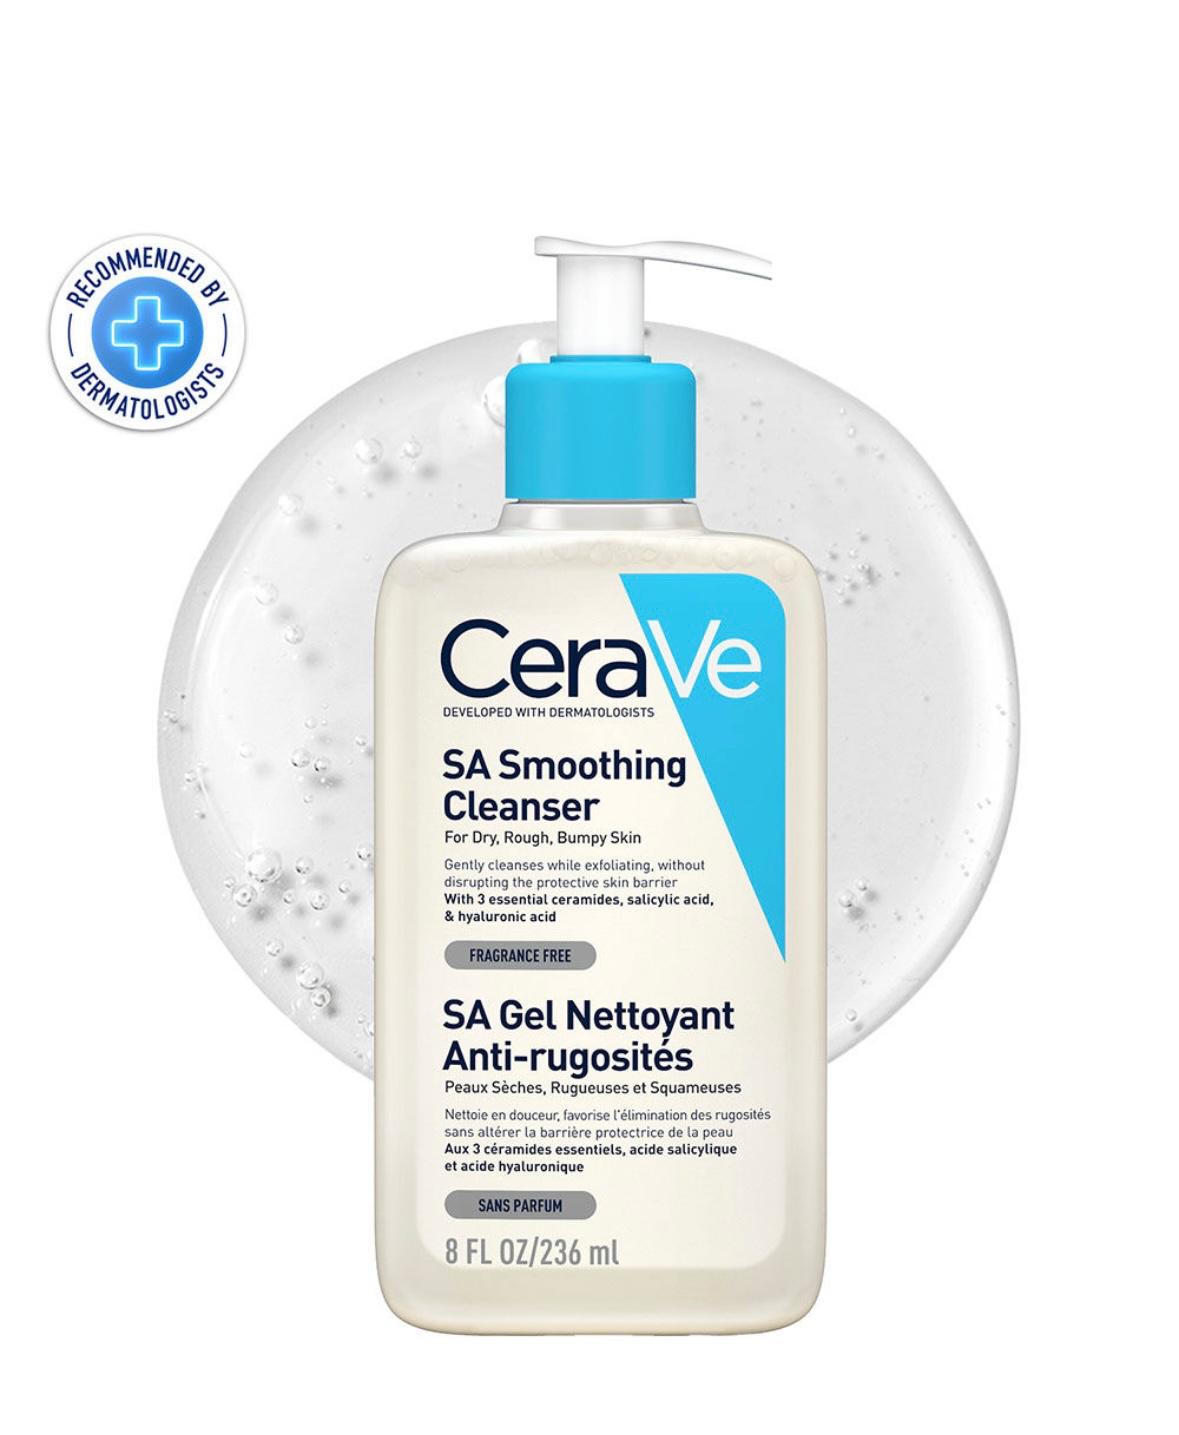 RECOMMENDED BY
DERMATOLOGISTS
CeraVe
DEVELOPED WITH DERMATOLOGISTS
SA Smoothing
Cleanser
For Dry, Rough, Bumpy Skin
Gently cleanses while exfoliating, without
disrupting the protective skin barrier
With 3 essential ceramides, salicylic acid,
& hyaluronic acid
FRAGRANCE FREE
SA Gel Nettoyant
Anti-rugosités
Peaux Sèches, Rugueuses et Squameuses
Nettoie en douceur, favorise l'élimination des rugosités
sans altérer la barrière protectrice de la peau
Aux 3 céramides essentiels, acide salicylique
et acide hyaluronique
SANS PARFUM
8 FL OZ/236 ml